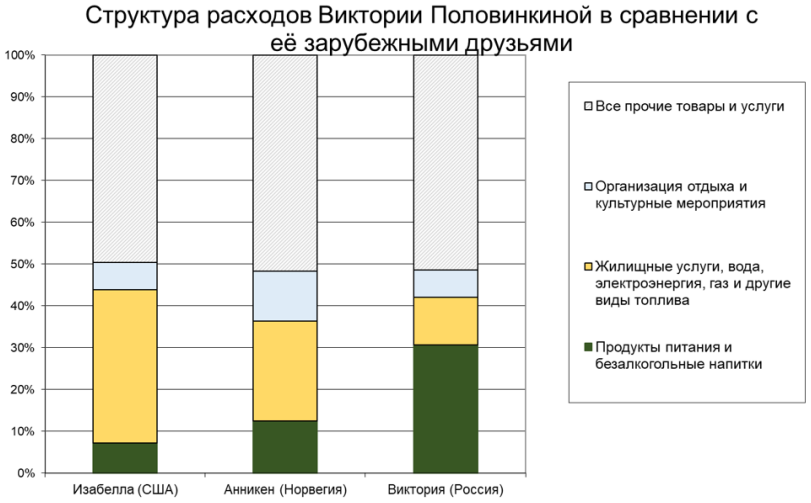 Структура расходов Виктории Половинкиной в сравнении с
её зарубежными друзьями
100%
90%
80%
70%
60%
50%
40%
30%
20%
10%
0%
Изабелла (США)
Анникен (Норвегия)
Виктория (Россия)
Все прочие товары и услуги
Организация отдыха и
культурные мероприятия
Жилищные услуги, вода,
электроэнергия, газ и другие
виды топлива
Продукты питания и
безалкогольные напитки